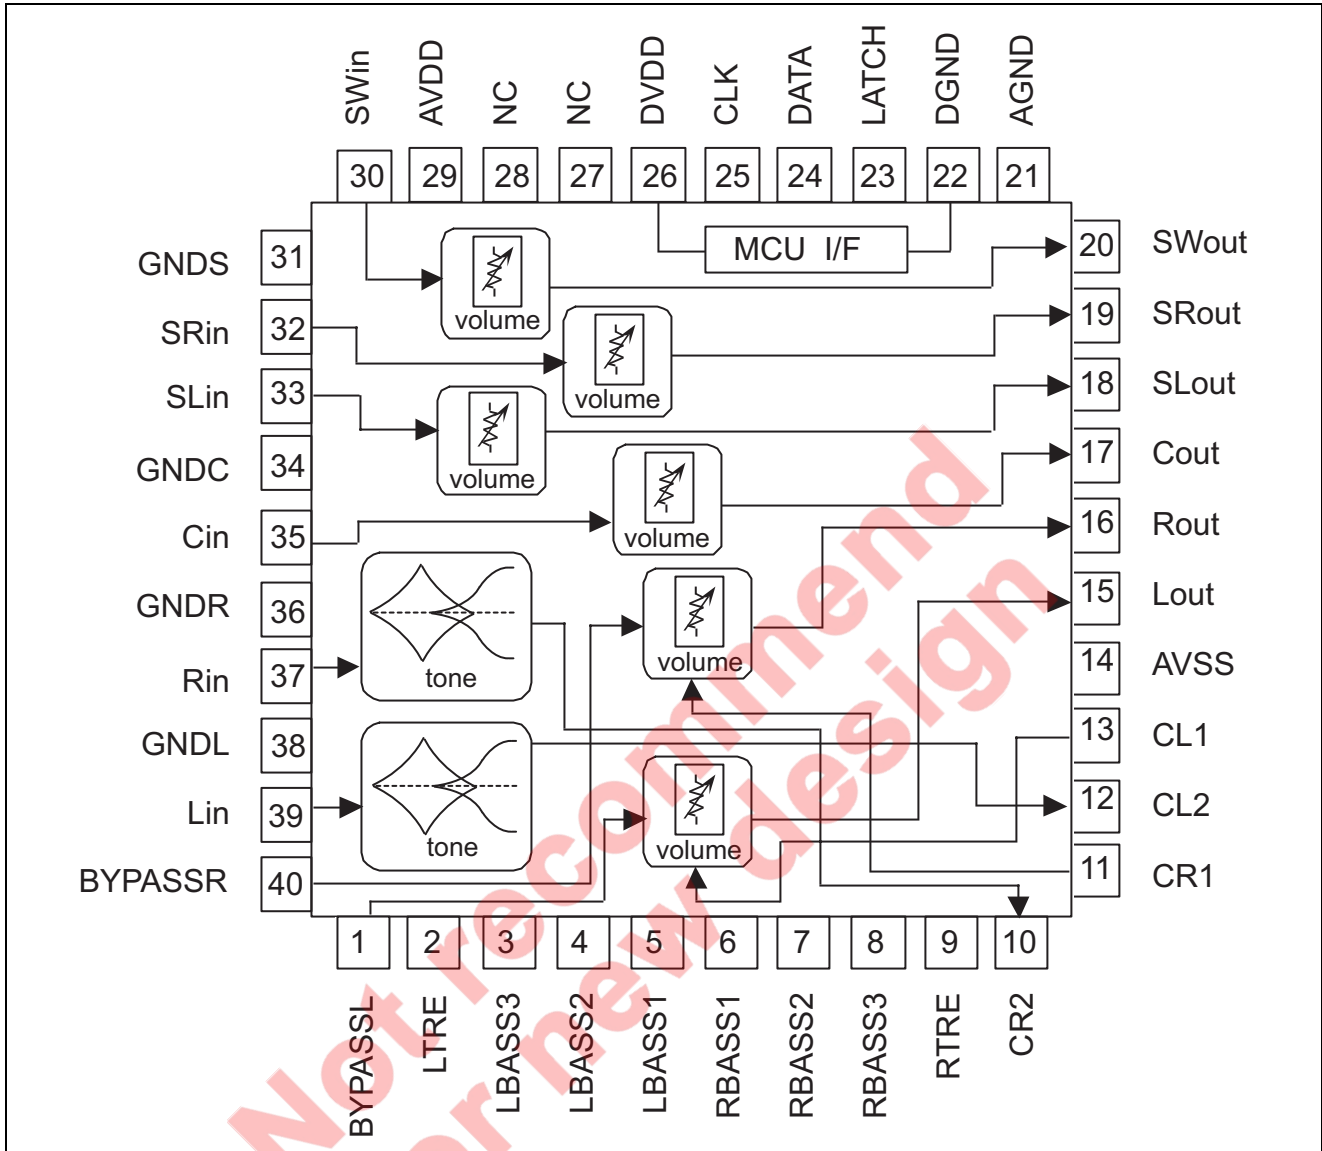 SWin
AVDD
NC
NC
DVDD
CLK
DATA
LATCH
DGND
AGND
30
29
28
27
26
25
24
23
22
21
GNDS
31
SRin
32
SLin
33
GNDC
34
Cin
35
GNDR
36
Rin
37
GNDL
38
Lin
39
BYPASSR
40
MCU I/F
volume
volume
volume
volume
tone
volume
tone
volume
20
SWout
19
SRout
18
SLout
17
Cout
16
Rout
15
Lout
14
AVSS
13
CL1
12
CL2
11
CR1
1
2
3
4
5
6
7
8
9
10
BYPASSL
LTRE
LBASS3
LBASS2
LBASS1
RBASS1
RBASS2
RBASS3
RTRE
CR2
Not recommend
or new design